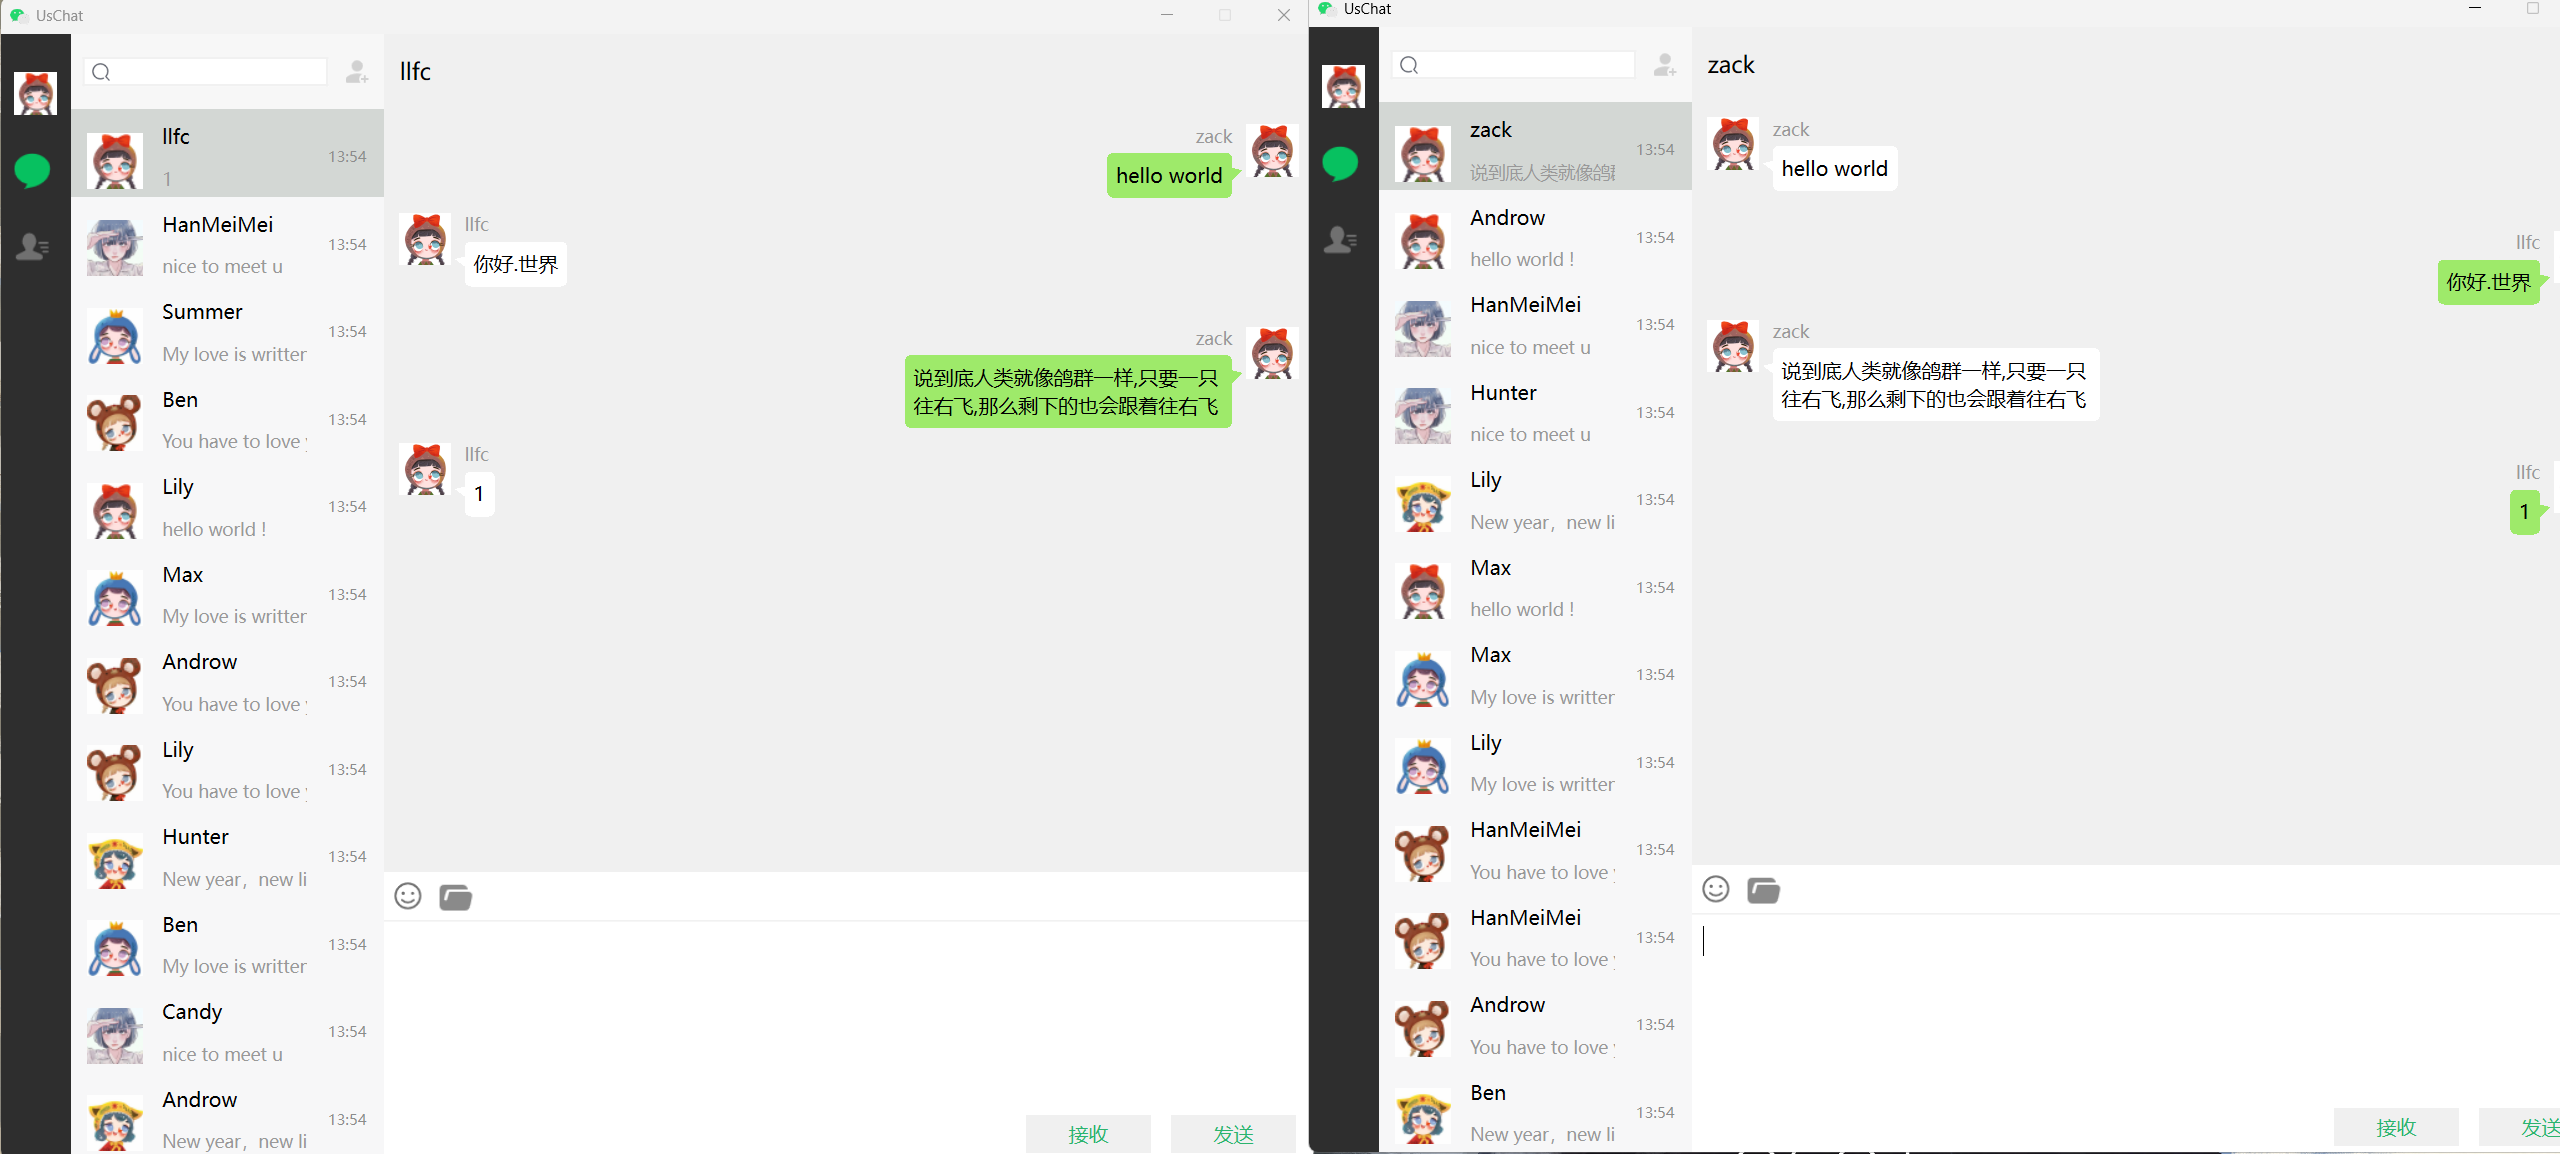 UsChat
llfc
13:54
1
HanMeiMei
13:54
nice to meet u
Summer
13:54
My love is writter
Ben
13:54
You have to love
Lily
13:54
hello world !
Max
13:54
My love is writter
Androw
13:54
You have to love
Lily
13:54
You have to love
Hunter
13:54
New year，new li
Ben
13:54
My love is writter
Candy
13:54
nice to meet u
Androw
13:54
New year，new li
llfc
zack
hello world
llfc
你好.世界
zack
说到底人类就像鸽群一样,只要一只
往右飞,那么剩下的也会跟着往右飞
llfc
1
接收
发送
UsChat
zack
13:54
说到底人类就像鸽
Androw
13:54
hello world !
HanMeiMei
13:54
nice to meet u
Hunter
13:54
nice to meet u
Lily
13:54
New year，new li
Max
13:54
hello world !
Max
13:54
My love is writter
Lily
13:54
My love is writter
HanMeiMei
13:54
You have to love
HanMeiMei
13:54
You have to love
Androw
13:54
You have to love
Ben
13:54
New year，new li
zack
zack
hello world
llfc
你好.世界
zack
说到底人类就像鸽群一样,只要一只
往右飞,那么剩下的也会跟着往右飞
llfc
1
接收
发送